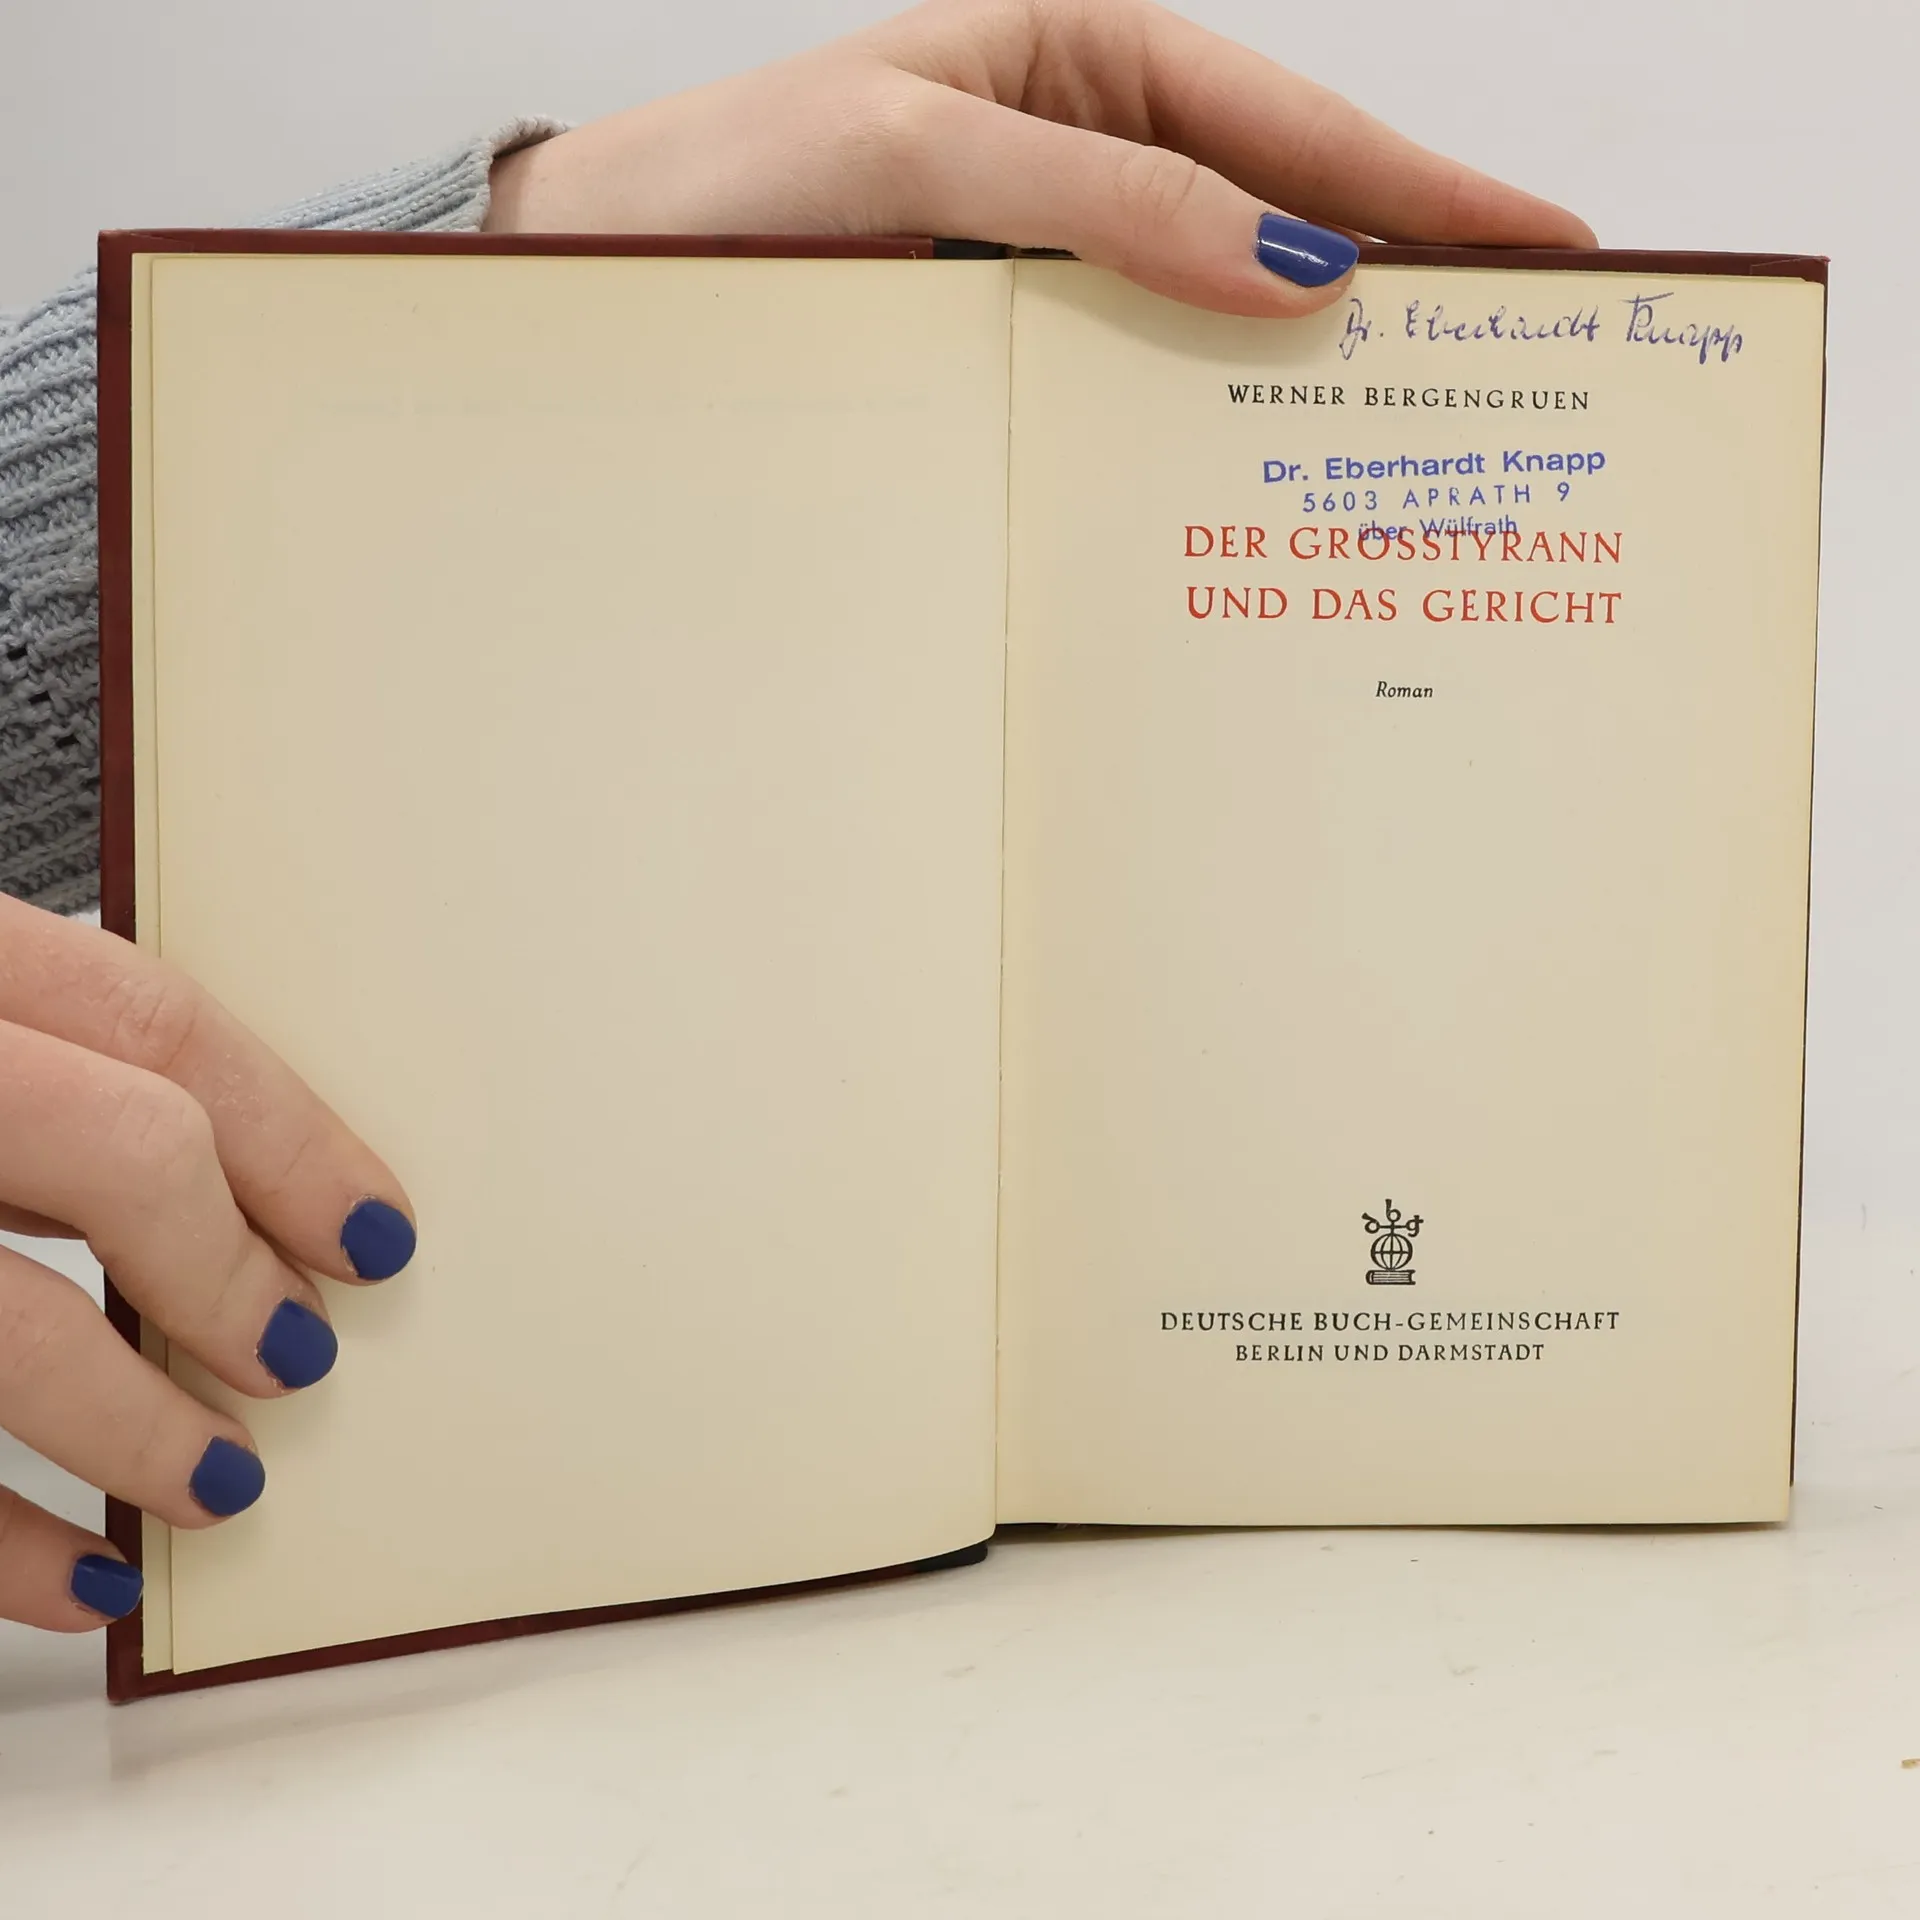 Dr. Eberhardt Knapp
WERNER BERGENGRUEN
Dr. Eberhardt Knapp
5603 APRATH 9
über Wülfrath
DER GROSSTYRANN
UND DAS GERICHT
Roman
dbg
DEUTSCHE BUCH-GEMEINSCHAFT
BERLIN UND DARMSTADT